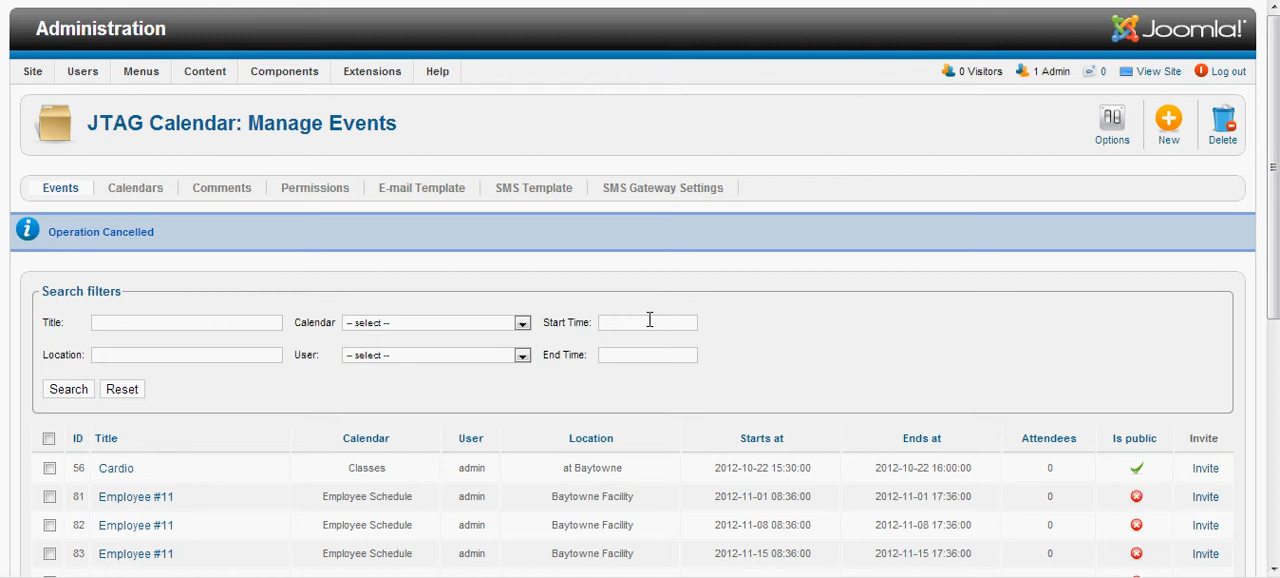 Administration Joomla!
Site Users Menus Content Components Extensions Help 0 Visitors 1 Admin 0 View Site Log out
JTAG Calendar: Manage Events Options New Delete
Events Calendars Comments Permissions E-mail Template SMS Template SMS Gateway Settings
Operation Cancelled
Search filters
Title: Calendar -- select -- Start Time:
Location: User: -- select -- End Time:
Search Reset
ID Title Calendar User Location Starts at Ends at Attendees Is public Invite
56 Cardio Classes admin at Baytowne 2012-10-22 15:30:00 2012-10-22 16:00:00 0 Invite
81 Employee #11 Employee Schedule admin Baytowne Facility 2012-11-01 08:36:00 2012-11-01 17:36:00 0 Invite
82 Employee #11 Employee Schedule admin Baytowne Facility 2012-11-08 08:36:00 2012-11-08 17:36:00 0 Invite
83 Employee #11 Employee Schedule admin Baytowne Facility 2012-11-15 08:36:00 2012-11-15 17:36:00 0 Invite